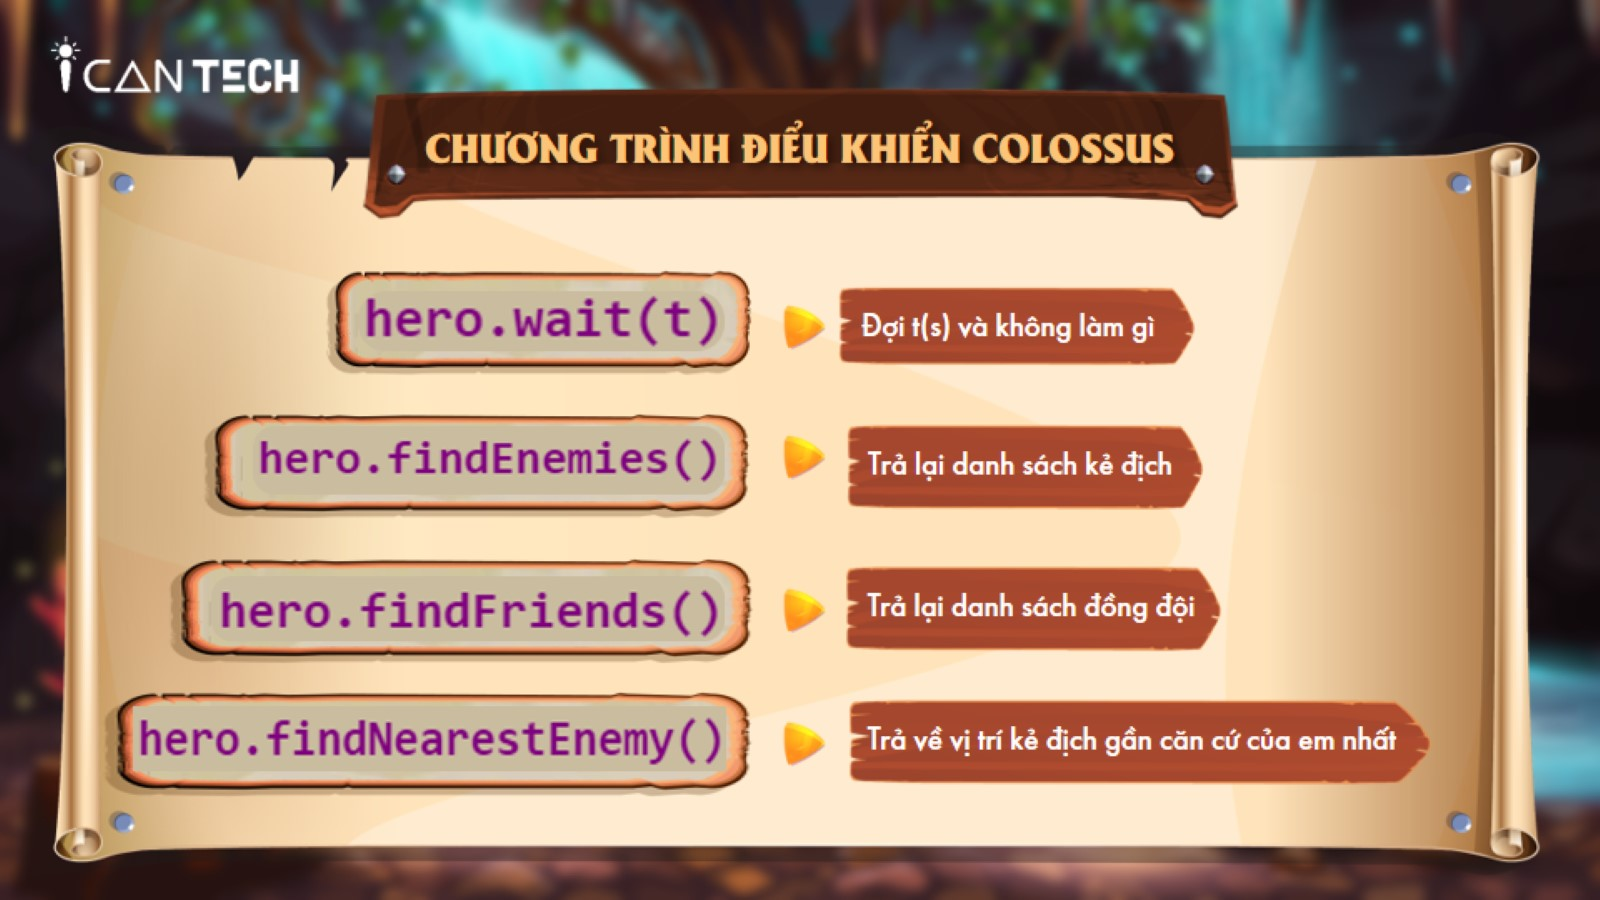 iCANTECH
CHƯƠNG TRÌNH ĐIỂU KHIỂN COLOSSUS
hero.wait(t)
Đợi t(s) và không làm gì
hero.findEnemies()
Trả lại danh sách kẻ địch
hero.findFriends()
Trả lại danh sách đồng đội
hero.findNearestEnemy()
Trả về vị trí kẻ địch gần căn cứ của em nhất